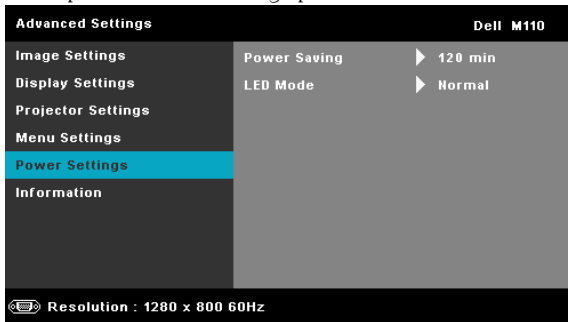 Advanced Settings Dell M110
Image Settings
Power Saving 120 min
Display Settings
LED Mode Normal
Projector Settings
Menu Settings
Power Settings
Information
Resolution : 1280 x 800 60Hz